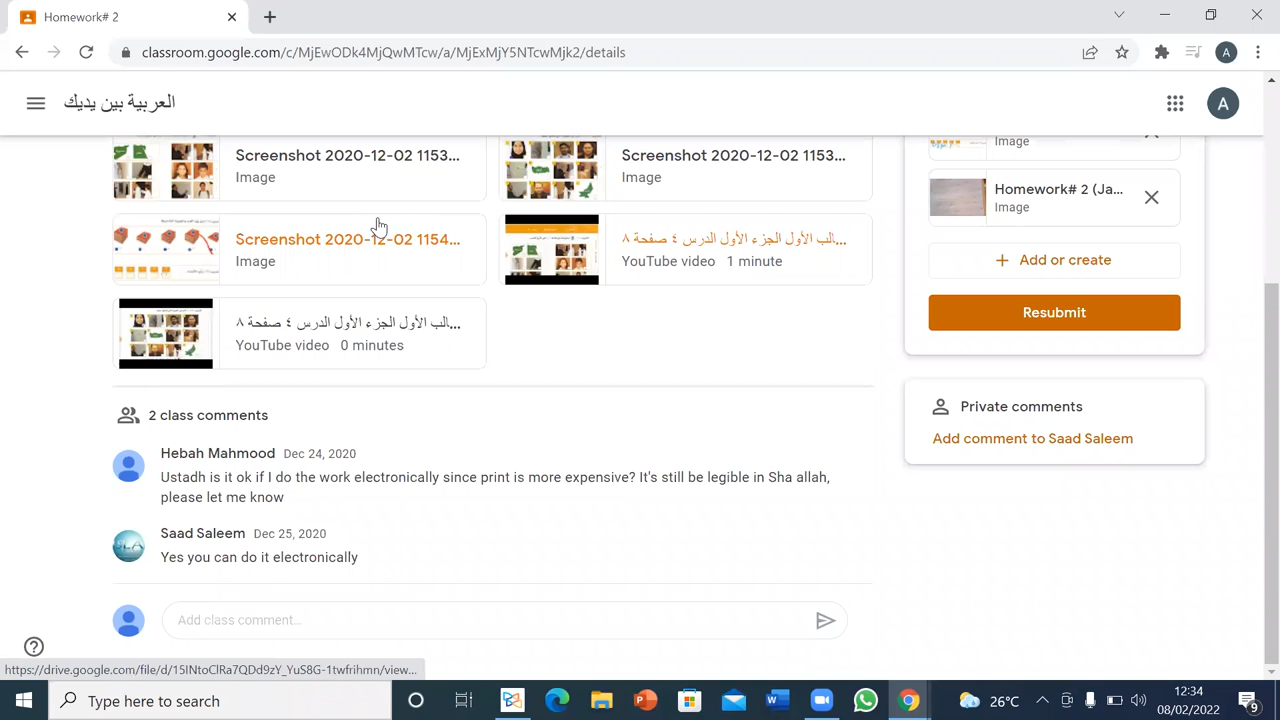 Homework# 2
classroom.google.com/c/MjEwODk4MjQwMTcw/a/MjExMjY5NTcwMjk2/details
A
العربية بين يديك
A
Screenshot 2020-12-02 1153...
Image
Screenshot 2020-12-02 1153...
Image
Screenshot 2020-12-02 1154...
Image
...الب الأول الجزء الأول الدرس ٤ صفحة ٨
YouTube video 1 minute
...الب الأول الجزء الأول الدرس ٤ صفحة ٨
YouTube video 0 minutes
Image
Homework# 2 (Ja...
Image
+ Add or create
Resubmit
Private comments
Add comment to Saad Saleem
2 class comments
Hebah Mahmood Dec 24, 2020
Ustadh is it ok if I do the work electronically since print is more expensive? It's still be legible in Sha allah,
please let me know
Saad Saleem Dec 25, 2020
Yes you can do it electronically
Add class comment...
https://drive.google.com/file/d/15INtoClRa7QDd9zY_YuS8G-1twfrihmn/view...
Type here to search
26°C
12:34
08/02/2022
9